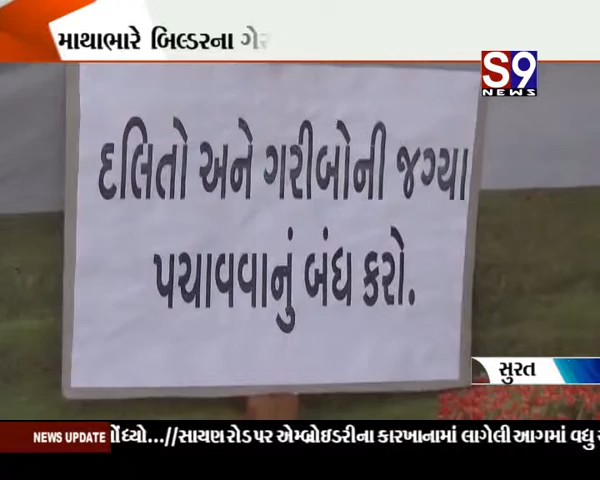 માથાભારે બિલ્ડરના
S9
NEWS
દલિતો અને ગરીબોની જગ્યા
પચાવવાનું બંધ કરો.
સુરત
NEWS UPDATE
ોંધ્યો...//સાયણ રોડ પર એમ્બ્રોઇડરીના કારખાનામાં લાગેલી આગમાં વધુ